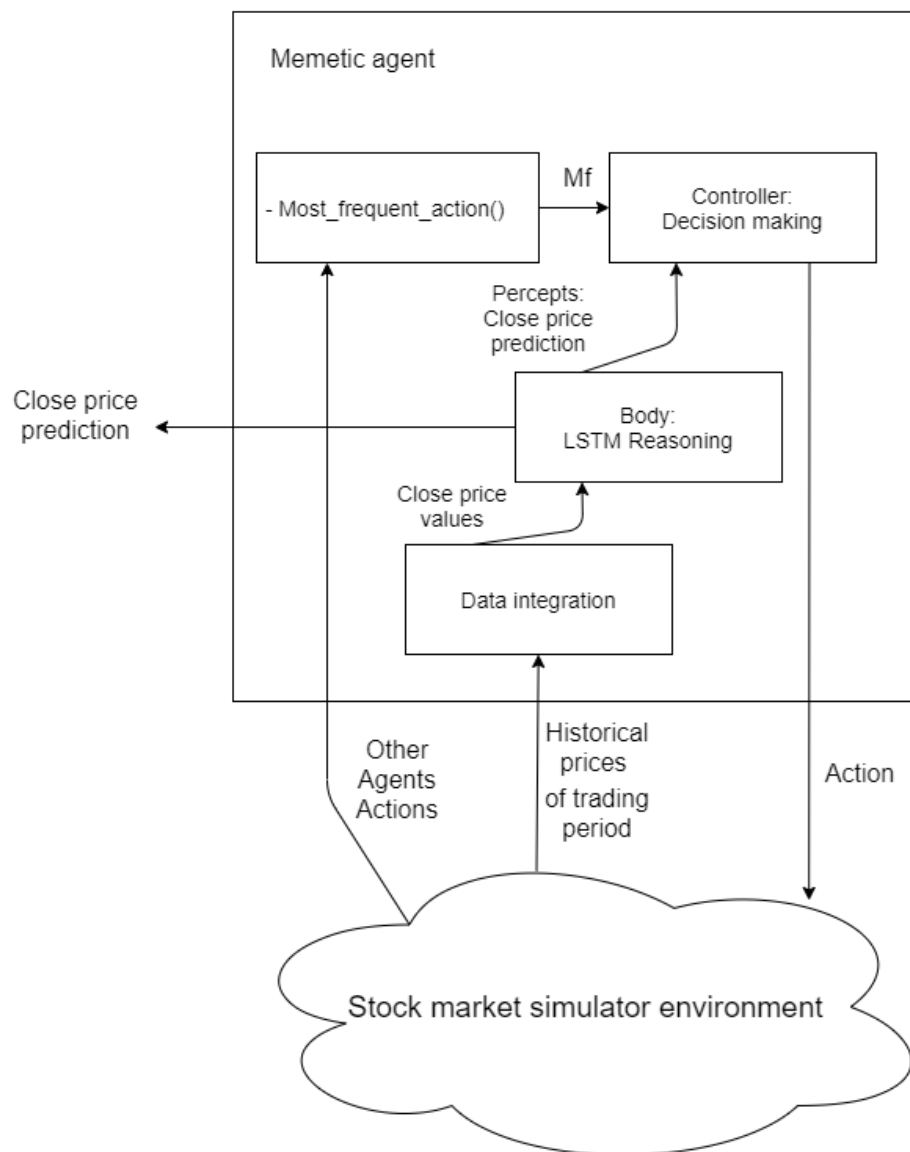 Memetic agent
- Most_frequent_action()
Mf
Controller:
Decision making
Percepts:
Close price
prediction
Close price
prediction
Body:
LSTM Reasoning
Close price
values
Data integration
Other
Agents
Actions
Historical
prices
of trading
period
Action
Stock market simulator environment